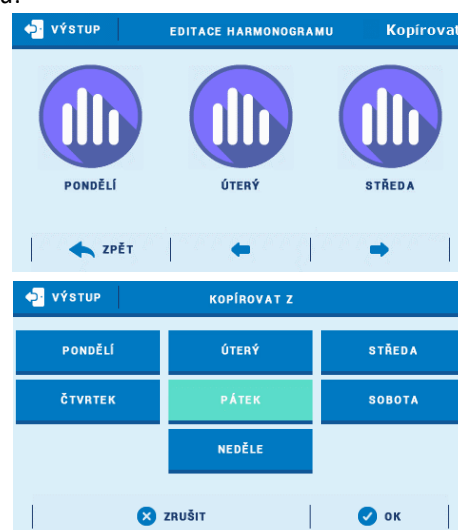 VÝSTUP EDITACE HARMONOGRAMU Kopírovat
PONDĚLÍ ÚTERÝ STŘEDA
ZPĚT
VÝSTUP KOPÍROVAT Z
PONDĚLÍ ÚTERÝ STŘEDA
ČTVRTEK PÁTEK SOBOTA
NEDĚLE
ZRUŠIT OK